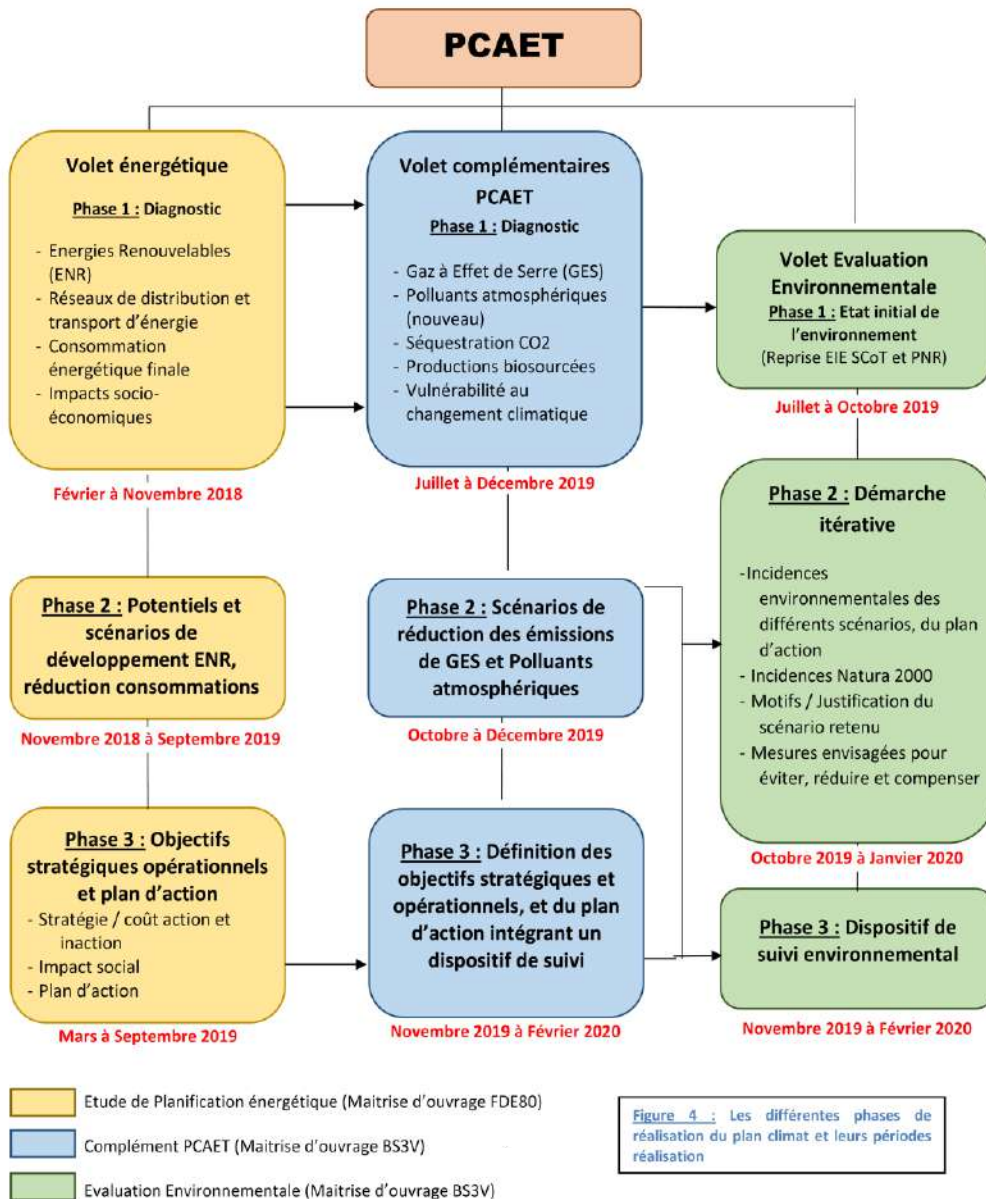 PCAET
Volet énergétique
Phase 1 : Diagnostic
- Energies Renouvelables
(ENR)
- Réseaux de distribution et
transport d'énergie
- Consommation
énergétique finale
- Impacts socio-
économiques
Février à Novembre 2018
Phase 2 : Potentiels et
scénarios de
développement ENR,
réduction consommations
Novembre 2018 à Septembre 2019
Phase 3 : Objectifs
stratégiques opérationnels
et plan d'action
- Stratégie / coût action et
inaction
- Impact social
- Plan d'action
Mars à Septembre 2019
Volet complémentaires
PCAET
Phase 1 : Diagnostic
- Gaz à Effet de Serre (GES)
- Polluants atmosphériques
(nouveau)
- Séquestration CO2
- Productions biosourcées
- Vulnérabilité au
changement climatique
Juillet à Décembre 2019
Phase 2 : Scénarios de
réduction des émissions
de GES et Polluants
atmosphériques
Octobre à Décembre 2019
Phase 3 : Définition des
objectifs stratégiques et
opérationnels, et du plan
d'action intégrant un
dispositif de suivi
Novembre 2019 à Février 2020
Volet Evaluation
Environnementale
Phase 1 : Etat initial de
l'environnement
(Reprise EIE SCoT et PNR)
Juillet à Octobre 2019
Phase 2 : Démarche
itérative
-Incidences
environnementales des
différents scénarios, du plan
d'action
- Incidences Natura 2000
- Motifs / Justification du
scénario retenu
- Mesures envisagées pour
éviter, réduire et compenser
Octobre 2019 à Janvier 2020
Phase 3 : Dispositif de
suivi environnemental
Novembre 2019 à Février 2020
Etude de Planification énergétique (Maitrise d'ouvrage FDE80)
Complément PCAET (Maitrise d'ouvrage BS3V)
Evaluation Environnementale (Maitrise d'ouvrage BS3V)
Figure 4 : Les différentes phases de
réalisation du plan climat et leurs périodes
réalisation